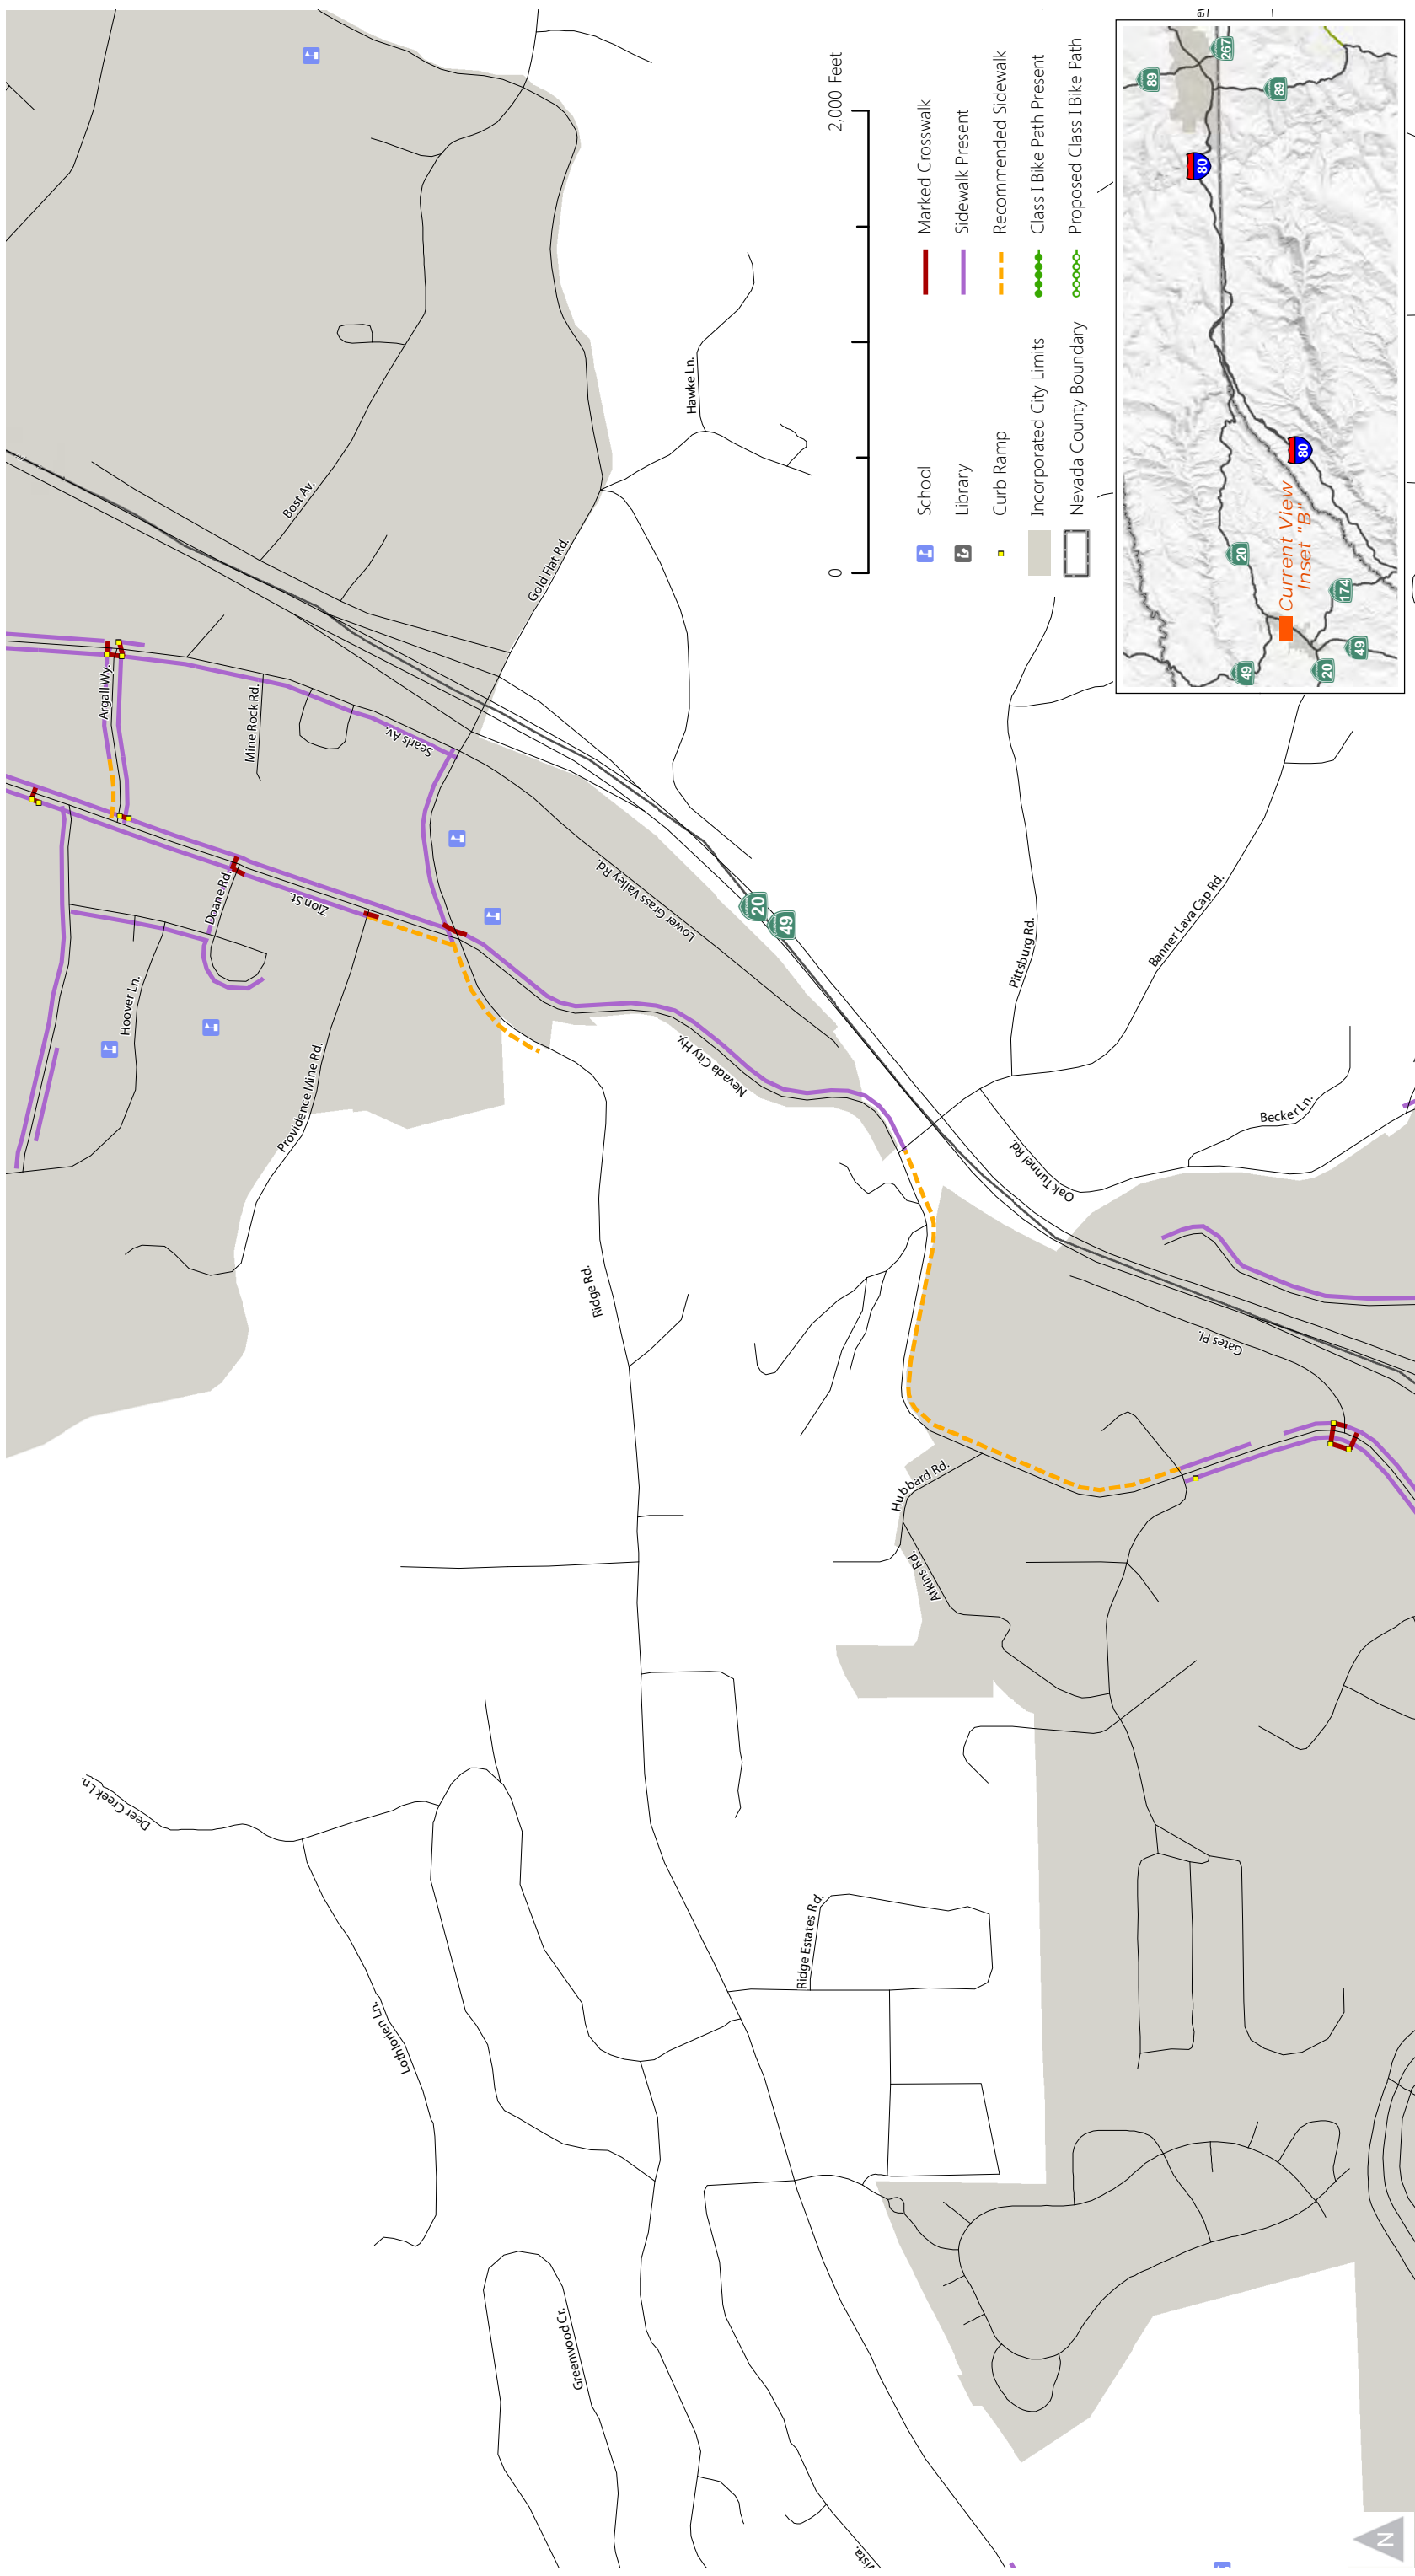 Bost Av.
Gold Flat Rd.
Hawke Ln.
Argall Wy.
Mine Rock Rd.
Searls Av.
Zion St.
Doane Rd.
Hoover Ln.
Providence Mine Rd.
Lower Grass Valley Rd.
Nevada City Hy.
20
49
Pittsburg Rd.
Banner Lava Cap Rd.
Becker Ln.
Oak Tunnel Rd.
Ridge Rd.
Gates Pl.
Hubbard Rd.
Atkins Rd.
Deer Creek Ln.
Lothlorien Ln.
Ridge Estates Rd.
Greenwood Cr.
0
2,000 Feet
School
Library
Curb Ramp
Incorporated City Limits
Nevada County Boundary
Marked Crosswalk
Sidewalk Present
Recommended Sidewalk
Class I Bike Path Present
Proposed Class I Bike Path
89
267
89
80
80
20
174
49
20
49
Current View
Inset "B"
N